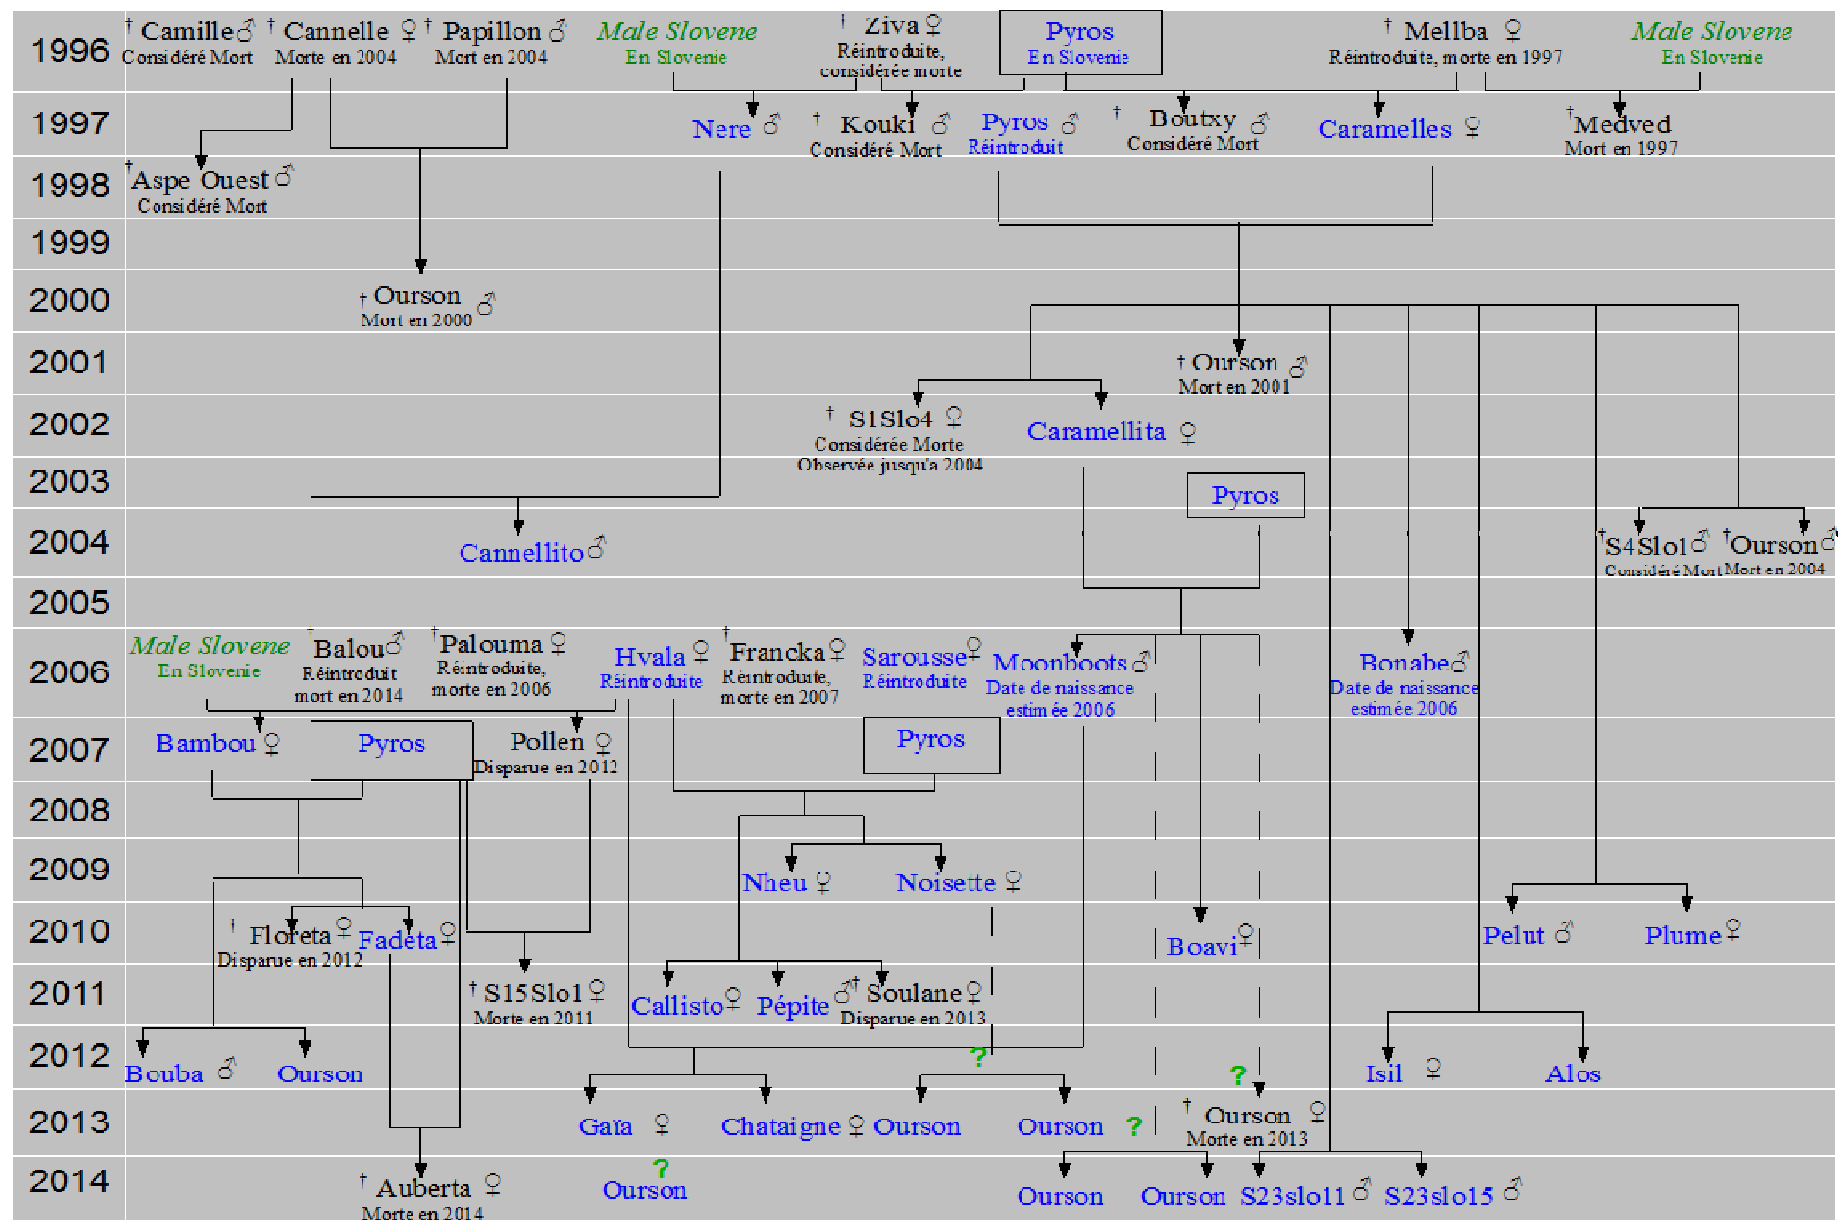 1996
† Camille ♂
Considéré Mort
† Cannelle ♀
Morte en 2004
† Papillon ♂
Mort en 2004
Male Slovene
En Slovenie
† Ziva ♀
Réintroduite,
considérée morte
Pyros
En Slovenie
† Mellba ♀
Réintroduite, morte en 1997
Male Slovene
En Slovenie
1997
Nere ♂
† Kouki ♂
Considéré Mort
Pyros ♂
Réintroduit
† Boutxy ♂
Considéré Mort
Caramelles ♀
†Medved
Mort en 1997
1998
†Aspe Ouest ♂
Considéré Mort
1999
2000
† Ourson ♂
Mort en 2000
2001
† Ourson ♂
Mort en 2001
2002
† S1Slo4 ♀
Considérée Morte
Observée jusqu'a 2004
Caramellita ♀
2003
Pyros
2004
Cannellito ♂
†S4Slo1 ♂
Considéré Mort
†Ourson ♂
Mort en 2004
2005
2006
Male Slovene
En Slovenie
†Balou ♂
Réintroduit
mort en 2014
†Palouma ♀
Réintroduite,
morte en 2006
Hvala ♀
Réintroduite
†Francka ♀
Réintroduite,
morte en 2007
Sarousse ♀
Réintroduite
Moonboots ♂
Date de naissance
estimée 2006
Bonabe ♂
Date de naissance
estimée 2006
2007
Bambou ♀
Pyros
Pollen ♀
Disparue en 2012
Pyros
2008
2009
Nheu ♀
Noisette ♀
2010
† Floreta ♀
Disparue en 2012
Fadeta ♀
Boavi ♀
Pelut ♂
Plume ♀
2011
† S15Slo1 ♀
Morte en 2011
Callisto ♀
Pépite ♂
† Soulane ♀
Disparue en 2013
2012
Bouba ♂
Ourson
?
?
Isil ♀
Alos
2013
Gaïa ♀
Chataigne ♀
Ourson
Ourson
?
† Ourson ♀
Morte en 2013
2014
† Auberta ♀
Morte en 2014
?
Ourson
Ourson
Ourson
S23slo11 ♂
S23slo15 ♂